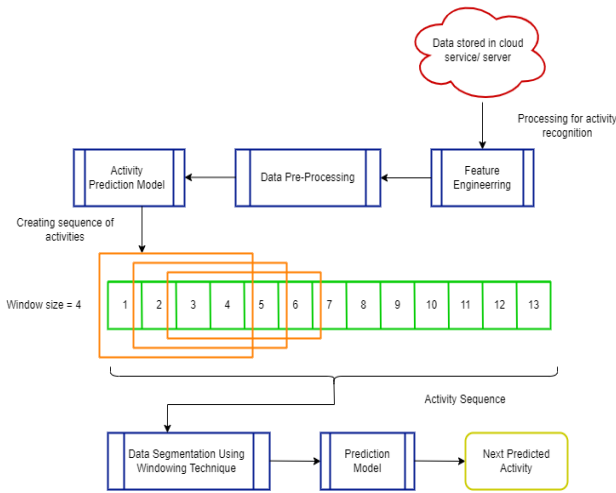 Data stored in cloud
service/ server
Processing for activity
recognition
Activity
Prediction Model
Data Pre-Processing
Feature
Engineering
Creating sequence of
activities
Window size = 4
1 2 3 4 5 6 7 8 9 10 11 12 13
Activity Sequence
Data Segmentation Using
Windowing Technique
Prediction
Model
Next Predicted
Activity